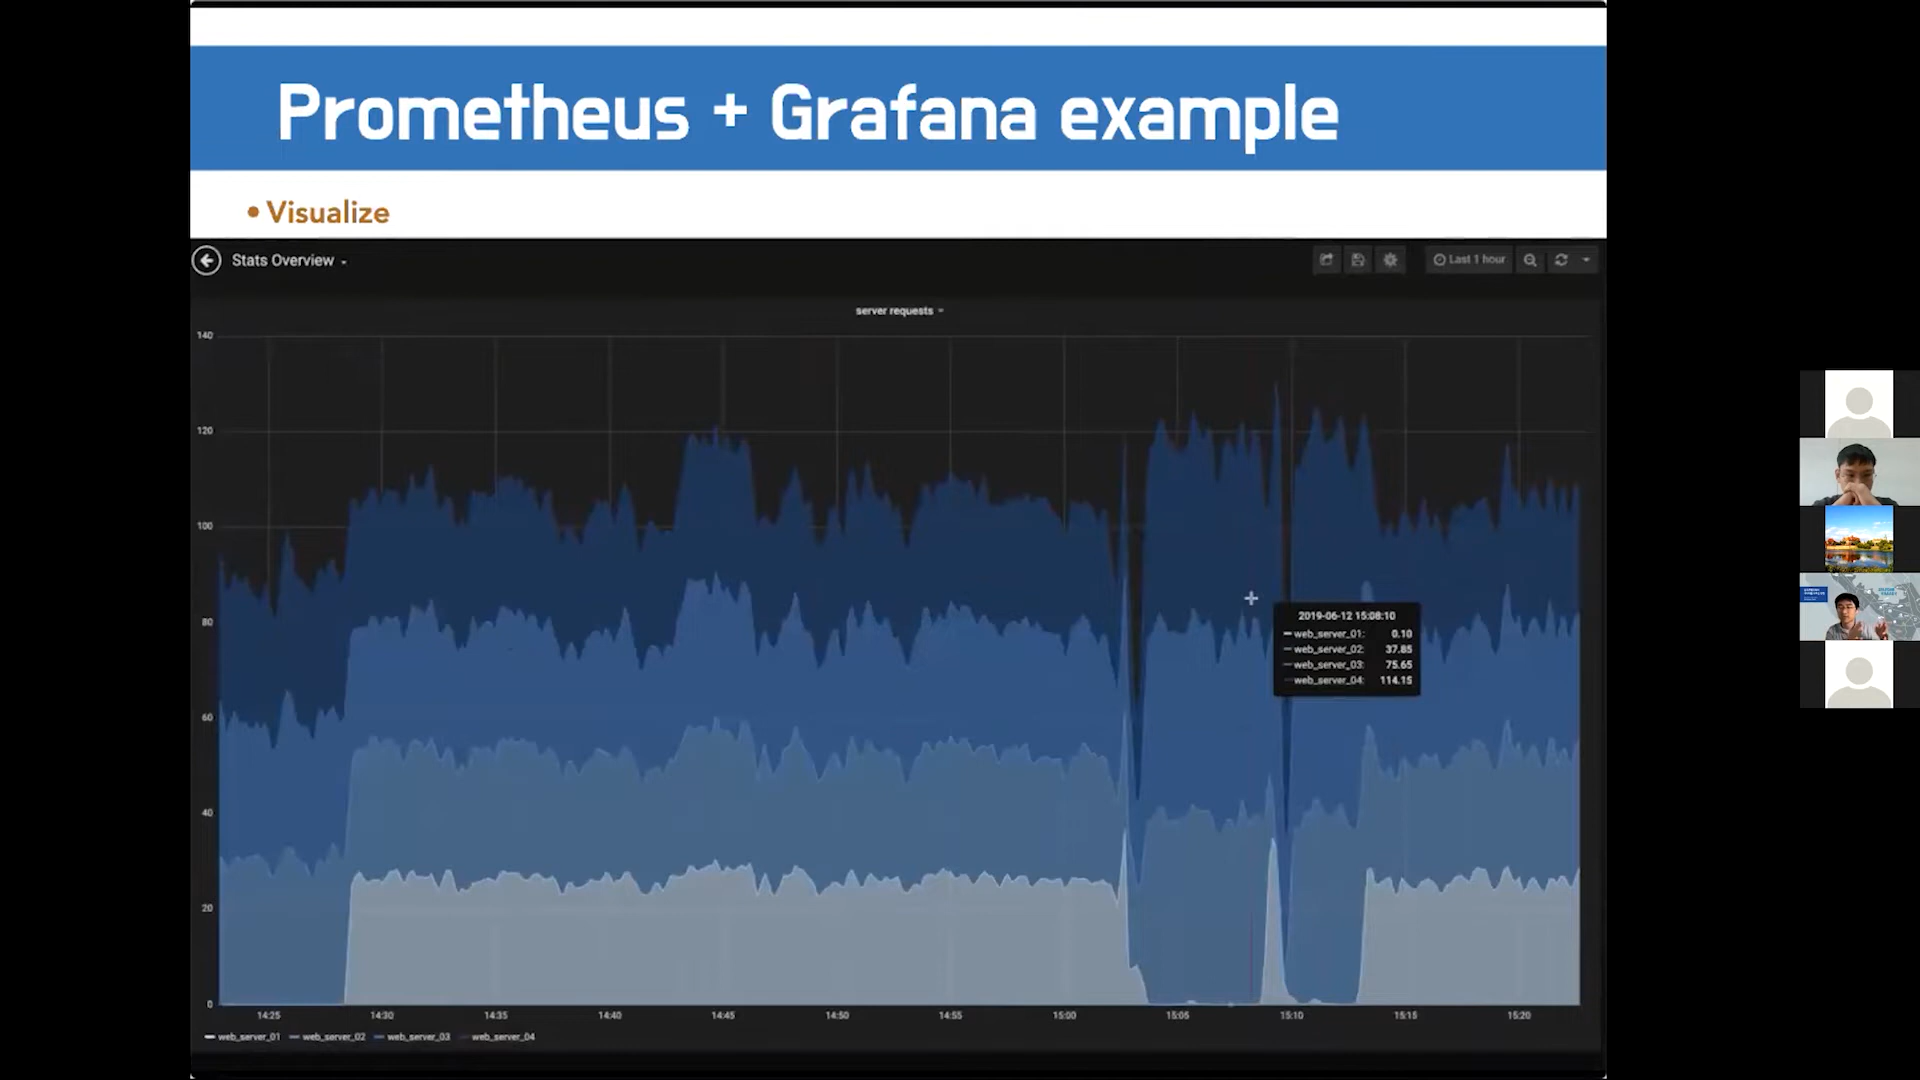 Prometheus + Grafana example
• Visualize
Stats Overview
Last 1 hour
server requests
140
120
100
80
60
40
20
0
2019-06-12 15:08:10
web_server_01: 0.10
web_server_02: 37.85
web_server_03: 75.65
web_server_04: 114.15
14:25 14:30 14:35 14:40 14:45 14:50 14:55 15:00 15:05 15:10 15:15 15:20
web_server_01 web_server_02 web_server_03 web_server_04